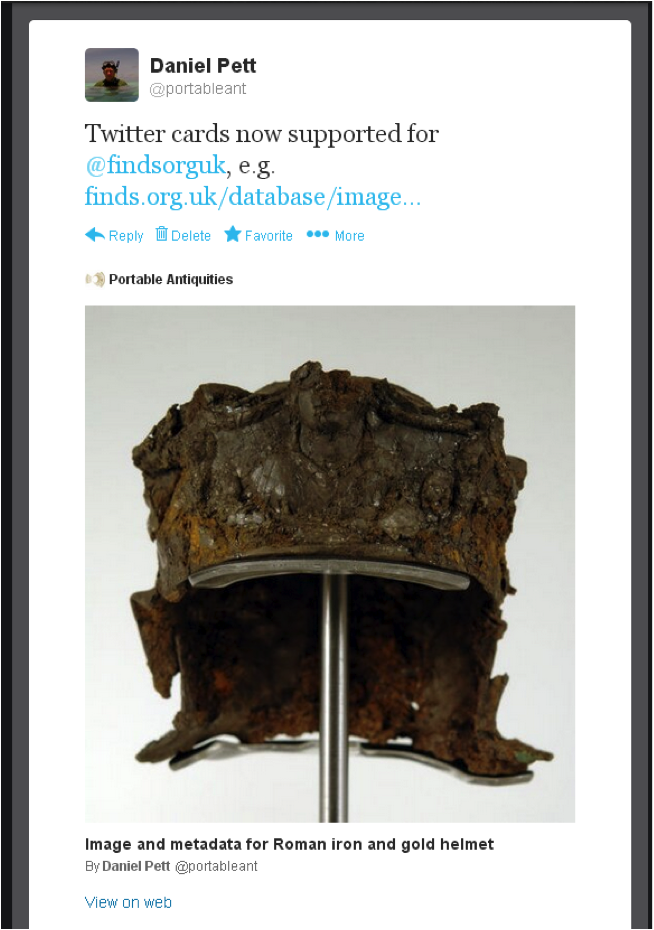 Daniel Pett
@portableant
Twitter cards now supported for
@findsorguk, e.g.
finds.org.uk/database/image...
Reply Delete Favorite More
Portable Antiquities
Image and metadata for Roman iron and gold helmet
By Daniel Pett @portableant
View on web